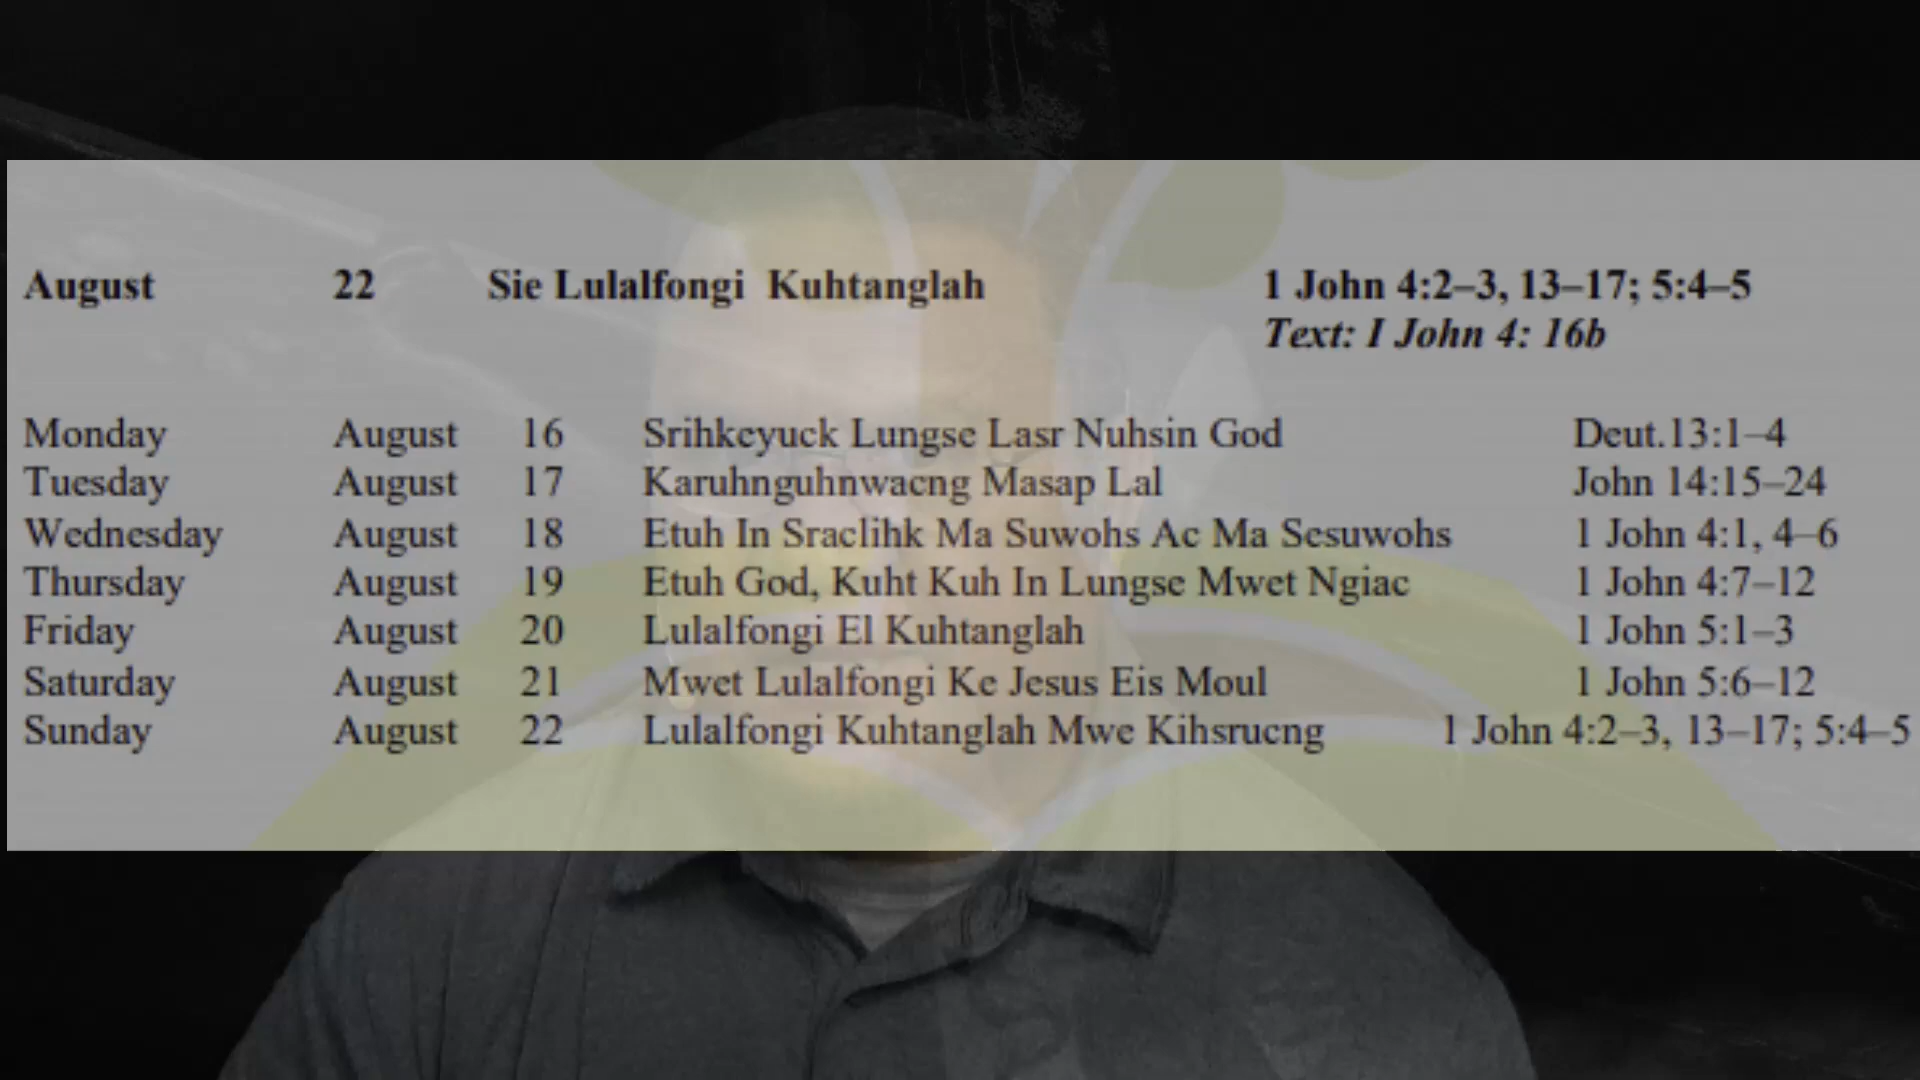 August 22 Sie Lulalfongi Kuhtanglah 1 John 4:2–3, 13–17; 5:4–5
Text: I John 4: 16b
Monday August 16 Srihkeyuck Lungse Lasr Nuhsin God Deut.13:1–4
Tuesday August 17 Karuhnguhnwacng Masap Lal John 14:15–24
Wednesday August 18 Etuh In Sraclihk Ma Suwohs Ac Ma Sesuwohs 1 John 4:1, 4–6
Thursday August 19 Etuh God, Kuht Kuh In Lungse Mwet Ngiac 1 John 4:7–12
Friday August 20 Lulalfongi El Kuhtanglah 1 John 5:1–3
Saturday August 21 Mwet Lulalfongi Ke Jesus Eis Moul 1 John 5:6–12
Sunday August 22 Lulalfongi Kuhtanglah Mwe Kihsrucng 1 John 4:2–3, 13–17; 5:4–5